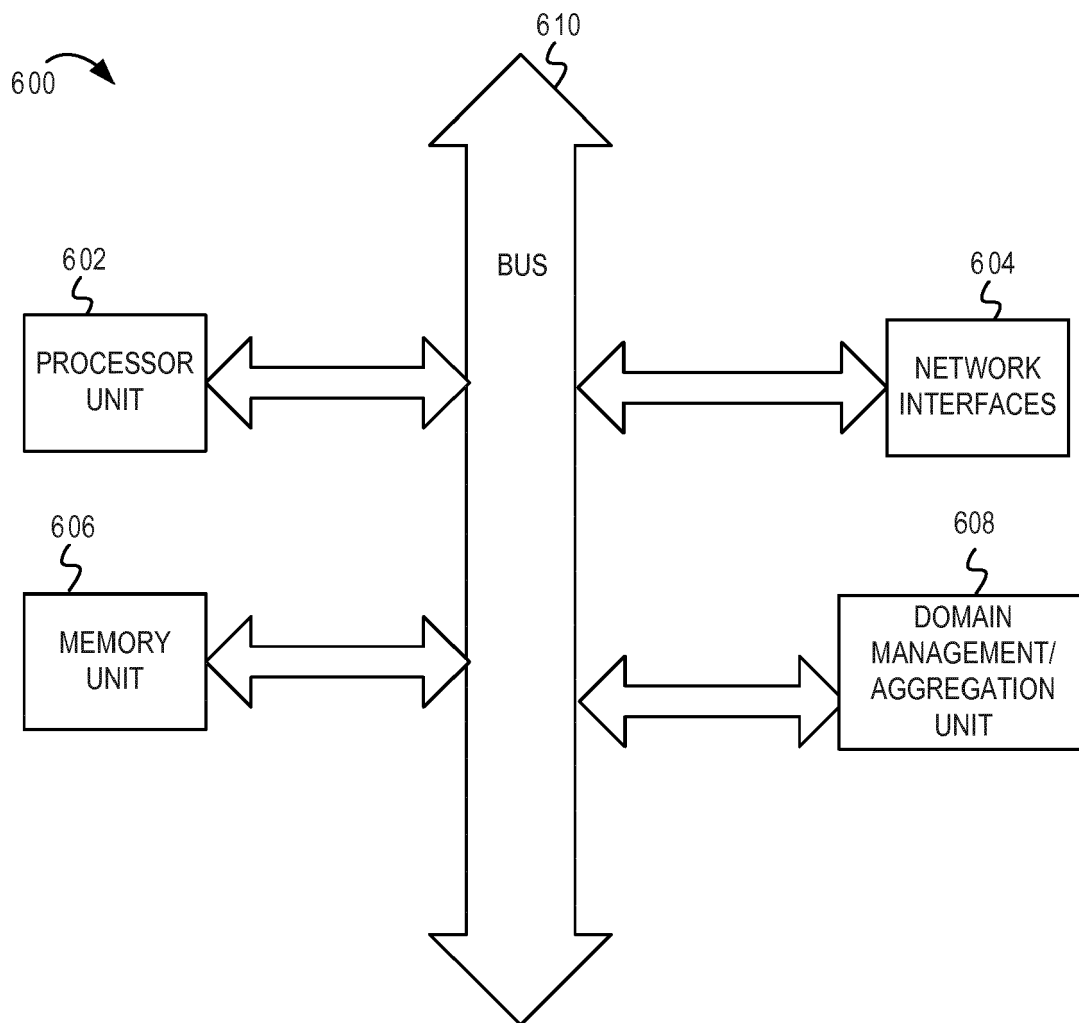 610
600
BUS
602
604
PROCESSOR
UNIT
NETWORK
INTERFACES
606
608
MEMORY
UNIT
DOMAIN
MANAGEMENT/
AGGREGATION
UNIT